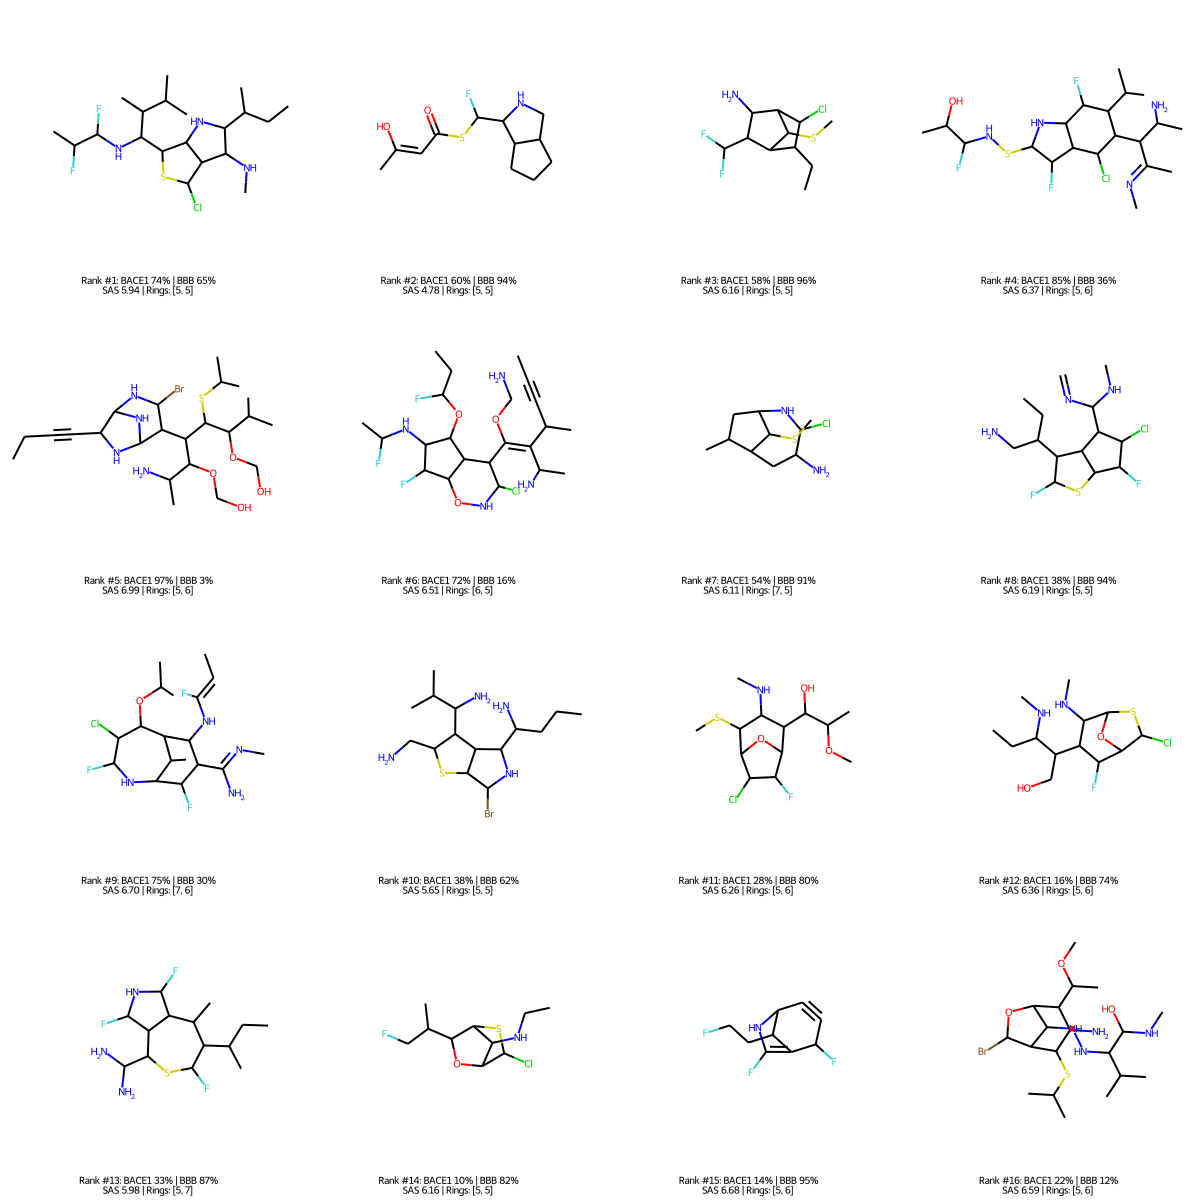 Rank #1: BACE1 74% | BBB 65%
SAS 5.94 | Rings: [5, 5]
Rank #2: BACE1 60% | BBB 94%
SAS 4.78 | Rings: [5, 5]
Rank #3: BACE1 58% | BBB 96%
SAS 6.16 | Rings: [5, 5]
Rank #4: BACE1 85% | BBB 36%
SAS 6.37 | Rings: [5, 6]
Rank #5: BACE1 97% | BBB 3%
SAS 6.99 | Rings: [5, 6]
Rank #6: BACE1 72% | BBB 16%
SAS 6.51 | Rings: [6, 5]
Rank #7: BACE1 54% | BBB 91%
SAS 6.11 | Rings: [7, 5]
Rank #8: BACE1 38% | BBB 94%
SAS 6.19 | Rings: [5, 5]
Rank #9: BACE1 75% | BBB 30%
SAS 6.70 | Rings: [7, 6]
Rank #10: BACE1 38% | BBB 62%
SAS 5.65 | Rings: [5, 5]
Rank #11: BACE1 28% | BBB 80%
SAS 6.26 | Rings: [5, 6]
Rank #12: BACE1 16% | BBB 74%
SAS 6.36 | Rings: [5, 6]
Rank #13: BACE1 33% | BBB 87%
SAS 5.98 | Rings: [5, 7]
Rank #14: BACE1 10% | BBB 82%
SAS 6.16 | Rings: [5, 5]
Rank #15: BACE1 14% | BBB 95%
SAS 6.68 | Rings: [5, 6]
Rank #16: BACE1 22% | BBB 12%
SAS 6.59 | Rings: [5, 6]